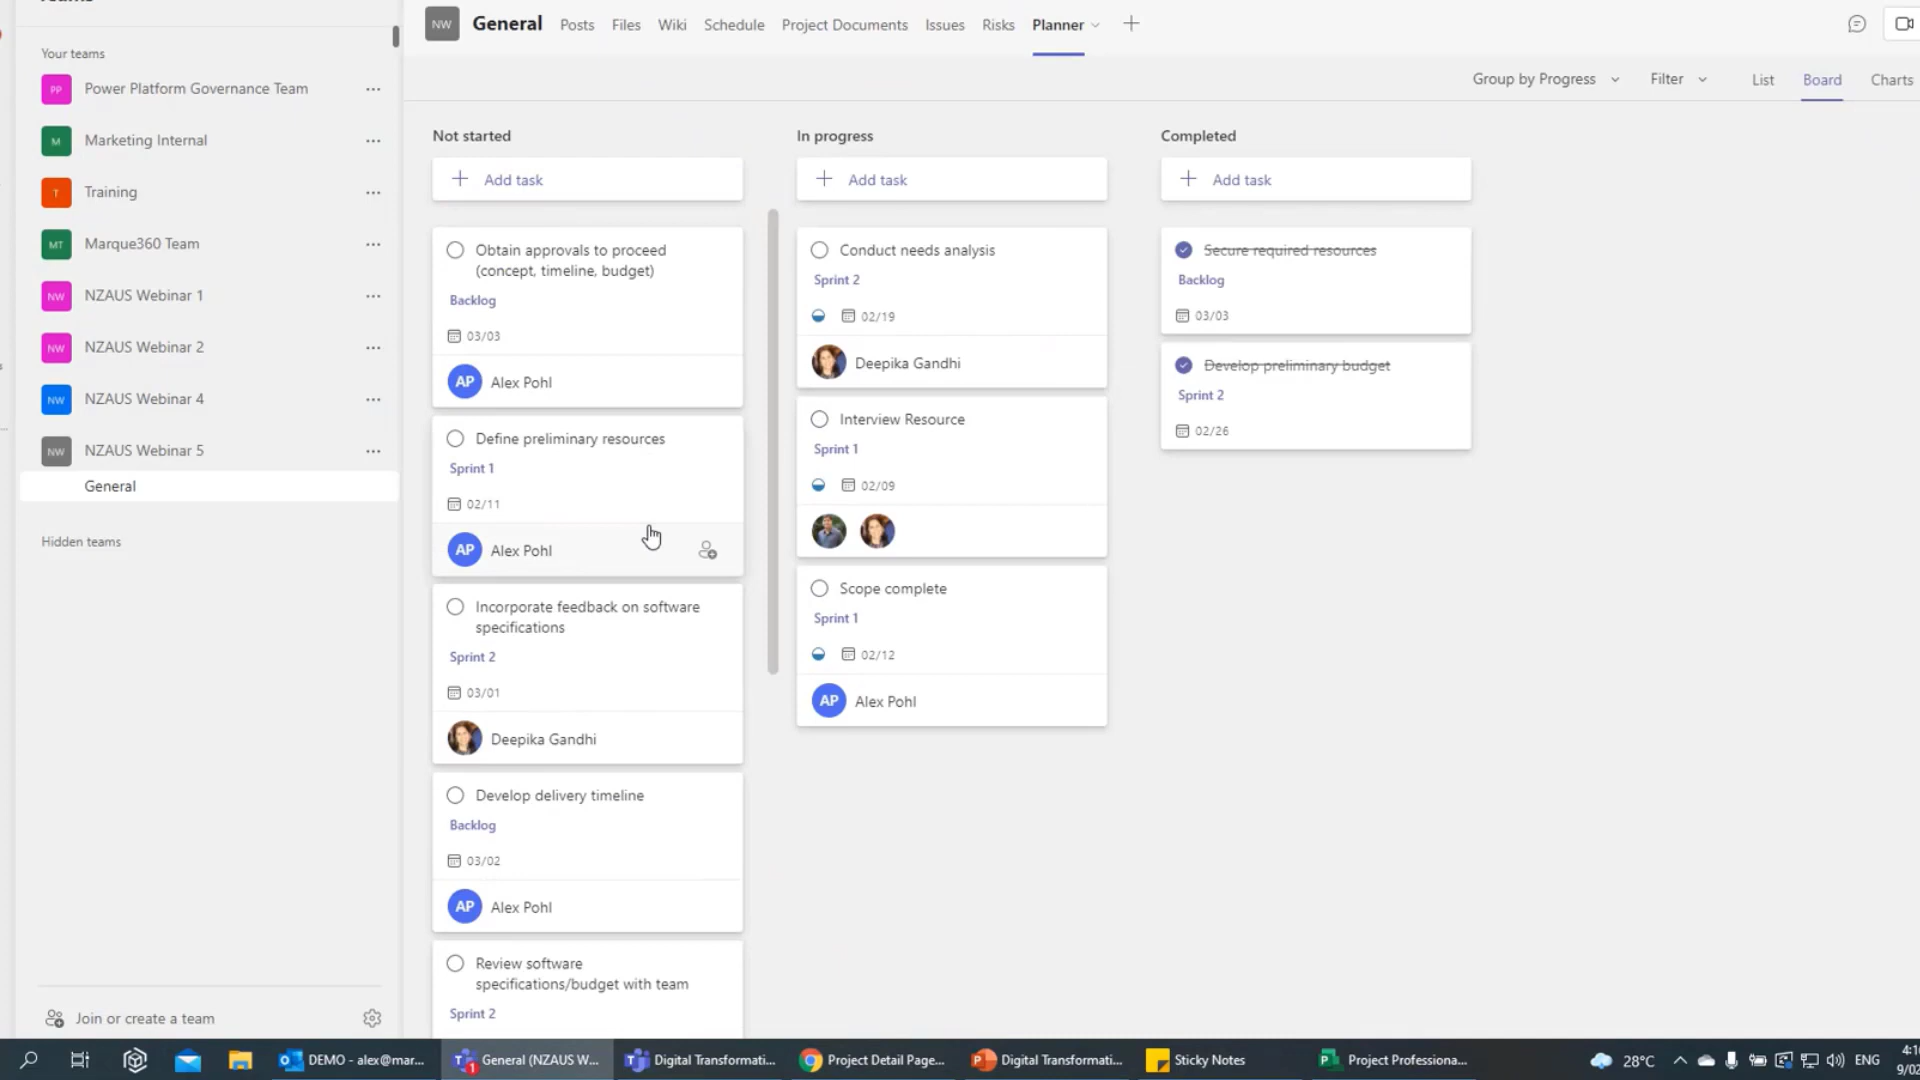 Your teams
PP Power Platform Governance Team
M Marketing Internal
T Training
MT Marque360 Team
NW NZAUS Webinar 1
NW NZAUS Webinar 2
NW NZAUS Webinar 4
NW NZAUS Webinar 5
General
Hidden teams
Join or create a team
NW General Posts Files Wiki Schedule Project Documents Issues Risks Planner
Group by Progress Filter List Board Charts
Not started
Add task
Obtain approvals to proceed
(concept, timeline, budget)
Backlog
03/03
AP Alex Pohl
Define preliminary resources
Sprint 1
02/11
AP Alex Pohl
Incorporate feedback on software
specifications
Sprint 2
03/01
Deepika Gandhi
Develop delivery timeline
Backlog
03/02
AP Alex Pohl
Review software
specifications/budget with team
Sprint 2
In progress
Add task
Conduct needs analysis
Sprint 2
02/19
Deepika Gandhi
Interview Resource
Sprint 1
02/09
Scope complete
Sprint 1
02/12
AP Alex Pohl
Completed
Add task
Secure required resources
Backlog
03/03
Develop preliminary budget
Sprint 2
02/26
DEMO - alex@mar... 1 General (NZAUS W... Digital Transformati... Project Detail Page... Digital Transformati... Sticky Notes Project Professiona... 28°C ENG